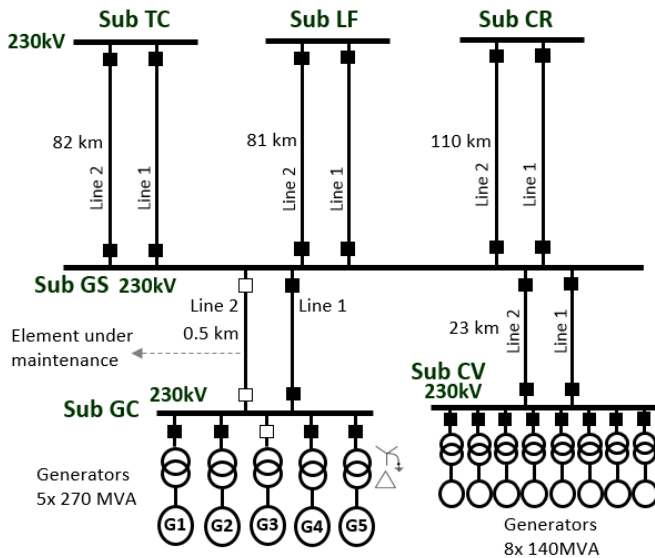 Sub TC
Sub LF
Sub CR
230kV
82 km
Line 2
Line 1
81 km
Line 2
Line 1
110 km
Line 2
Line 1
Sub GS 230kV
Line 2
Line 1
0.5 km
Element under
maintenance
23 km
Line 2
Line 1
Sub CV
230kV
230kV
Sub GC
Generators
5x 270 MVA
G1
G2
G3
G4
G5
Generators
8x 140MVA